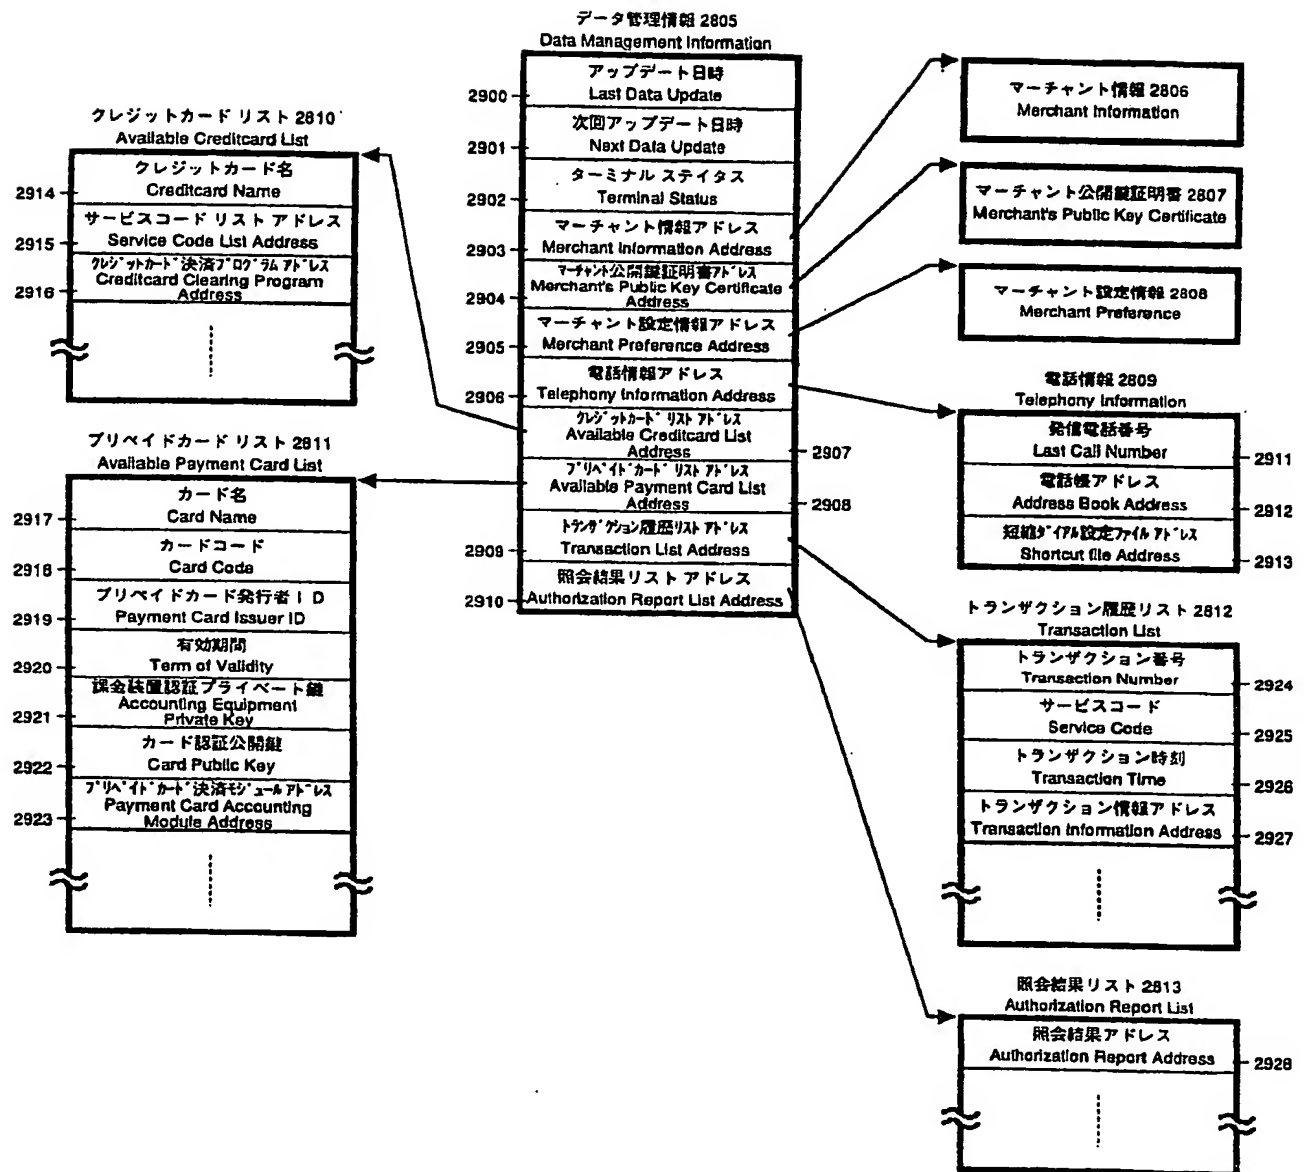 データ管理情報 2805
Data Management Information
アップデート日時
Last Data Update
2900
次回アップデート日時
Next Data Update
2901
ターミナル ステイタス
Terminal Status
2902
マーチャント情報アドレス
Merchant Information Address
2903
マーチャント公開鍵証明書アドレス
Merchant's Public Key Certificate
Address
2904
マーチャント設定情報アドレス
Merchant Preference Address
2905
電話情報アドレス
Telephony Information Address
2906
クレジットカード リスト アドレス
Available Creditcard List
Address
2907
プリペイドカード リスト アドレス
Available Payment Card List
Address
2908
トランザクション履歴リスト アドレス
Transaction List Address
2909
照会結果リスト アドレス
Authorization Report List Address
2910
クレジットカード リスト 2810
Available Creditcard List
クレジットカード名
Creditcard Name
2914
サービスコード リスト アドレス
Service Code List Address
2915
クレジットカード決済プログラム アドレス
Creditcard Clearing Program
Address
2916
プリペイドカード リスト 2811
Available Payment Card List
カード名
Card Name
2917
カードコード
Card Code
2918
プリペイドカード発行者ID
Payment Card Issuer ID
2919
有効期間
Term of Validity
2920
課金装置認証プライベート鍵
Accounting Equipment
Private Key
2921
カード認証公開鍵
Card Public Key
2922
プリペイドカード決済モジュール アドレス
Payment Card Accounting
Module Address
2923
マーチャント情報 2806
Merchant Information
マーチャント公開鍵証明書 2807
Merchant's Public Key Certificate
マーチャント設定情報 2808
Merchant Preference
電話情報 2809
Telephony Information
発信電話番号
Last Call Number
2911
電話帳アドレス
Address Book Address
2912
短縮ダイアル設定ファイル アドレス
Shortcut file Address
2913
トランザクション履歴リスト 2812
Transaction List
トランザクション番号
Transaction Number
2924
サービスコード
Service Code
2925
トランザクション時刻
Transaction Time
2926
トランザクション情報アドレス
Transaction Information Address
2927
照会結果リスト 2813
Authorization Report List
照会結果アドレス
Authorization Report Address
2928